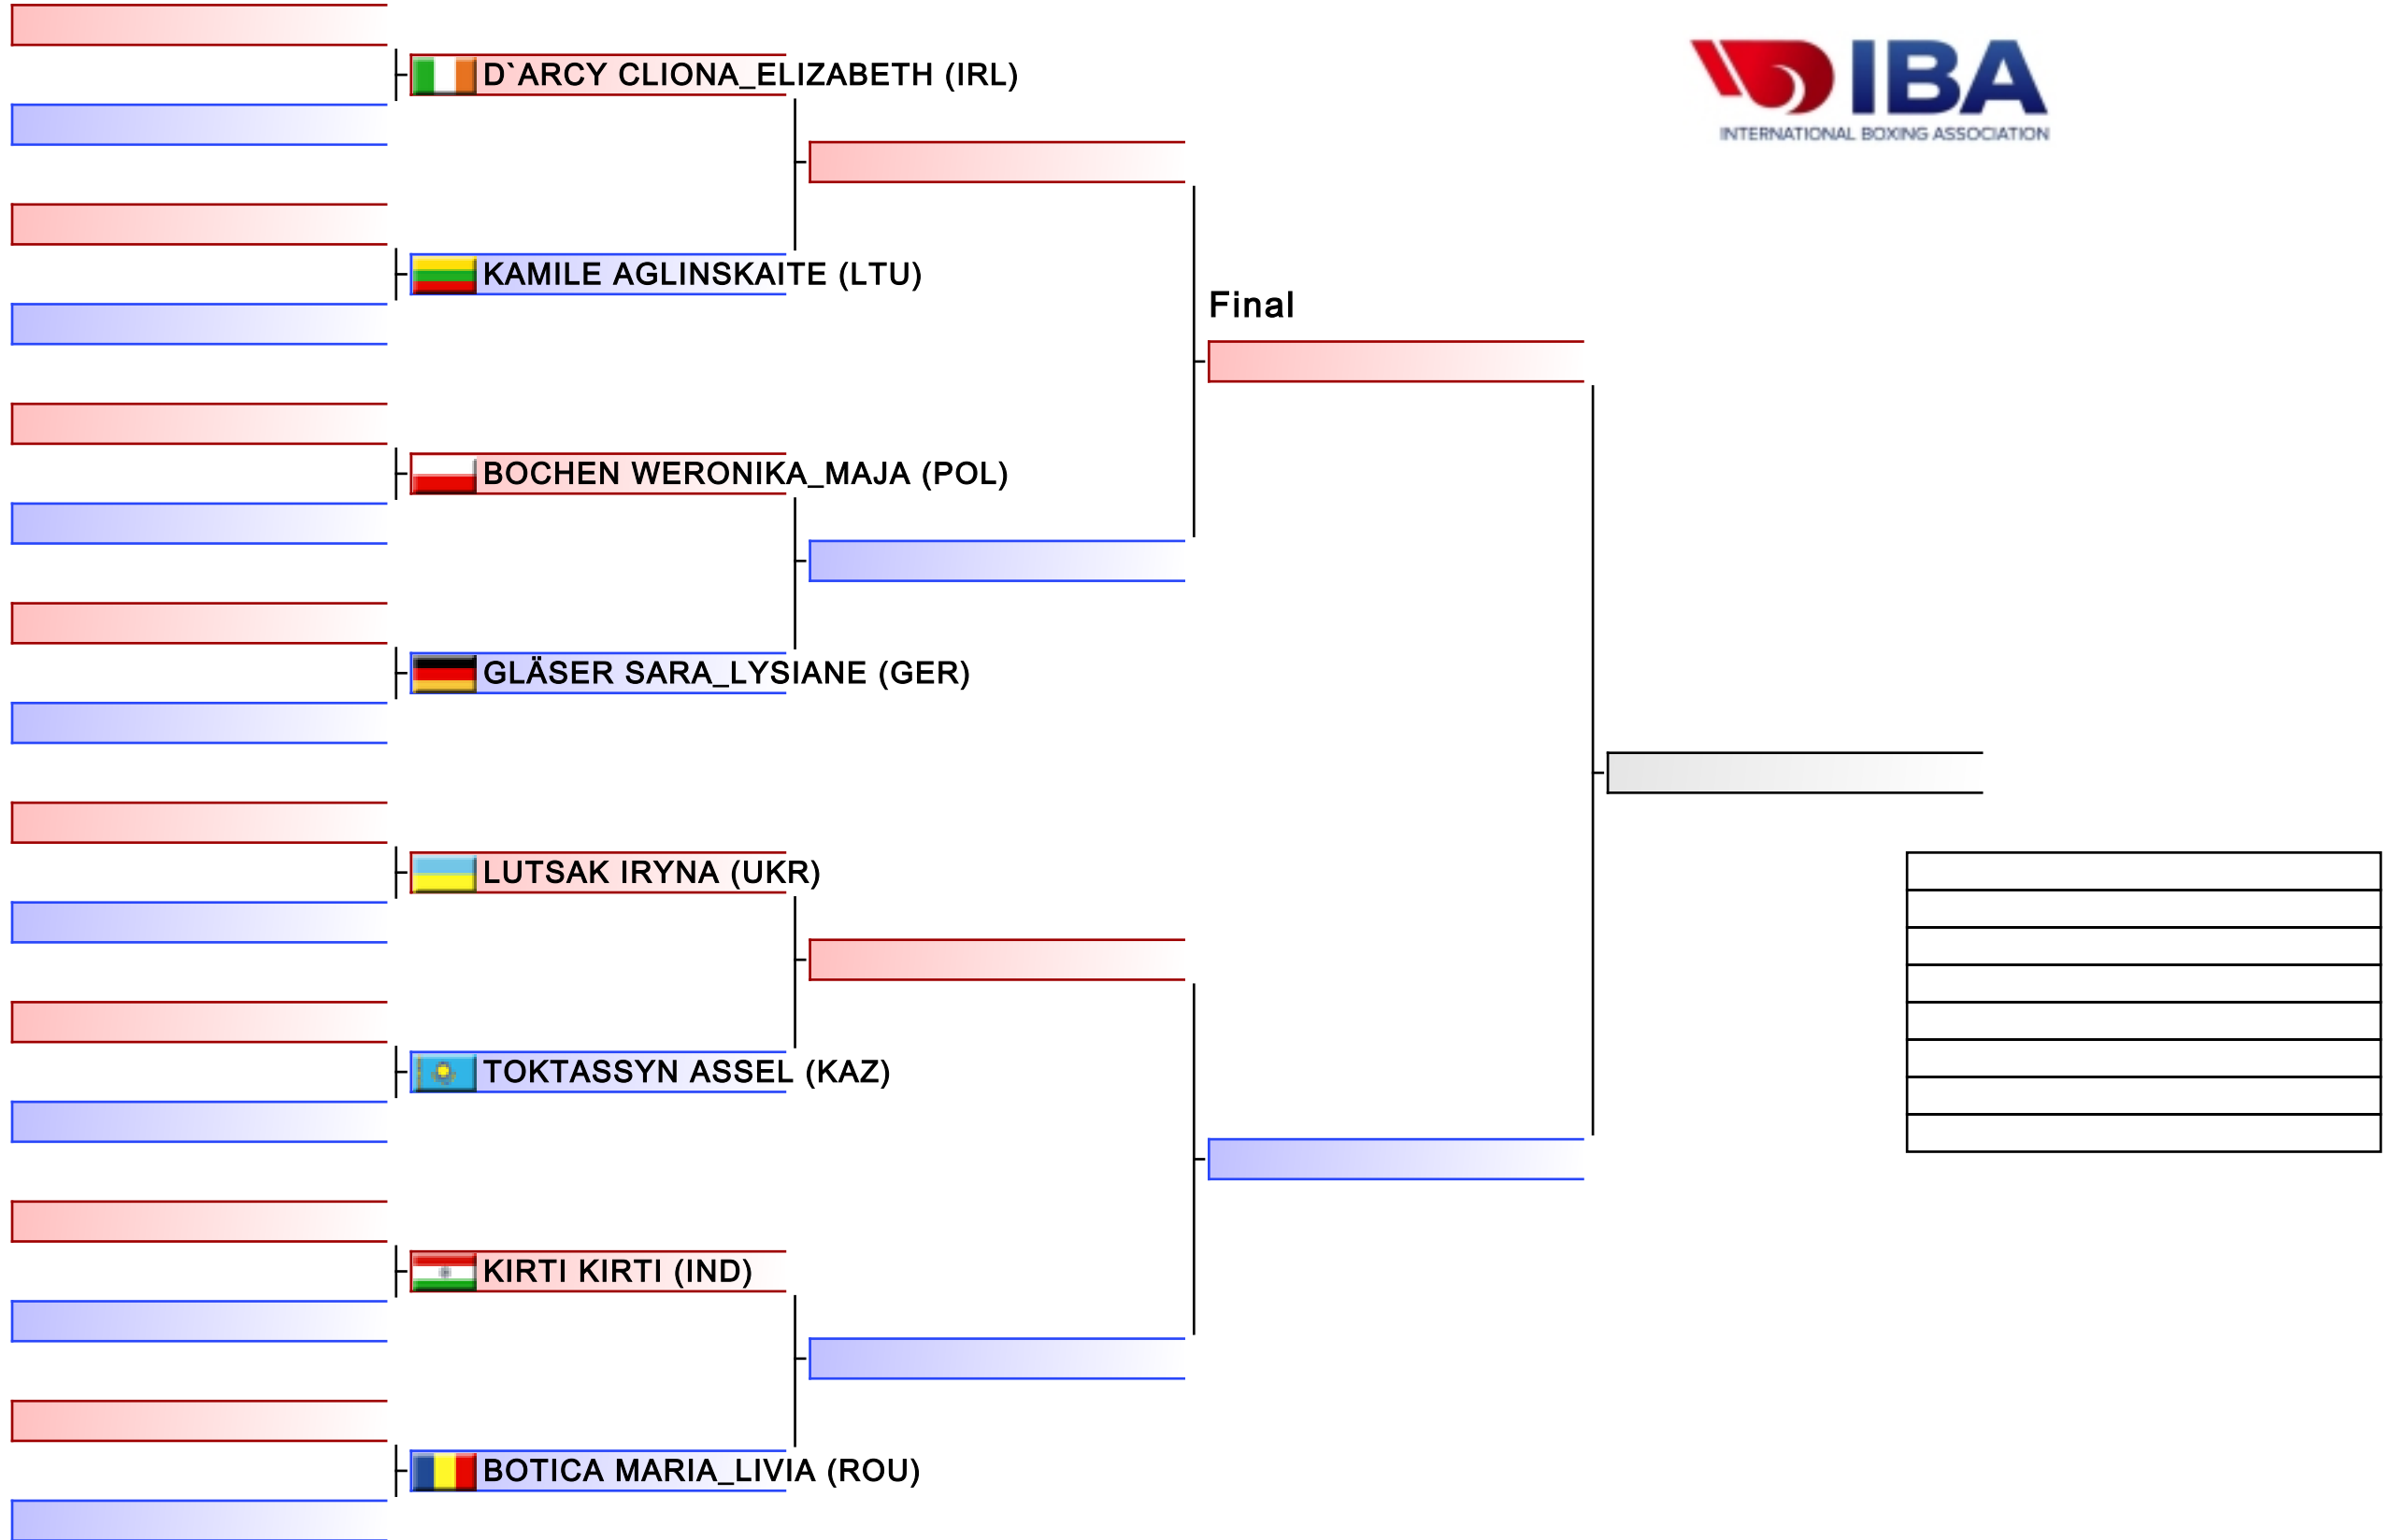 IBA
INTERNATIONAL BOXING ASSOCIATION
D`ARCY CLIONA_ELIZABETH (IRL)
KAMILE AGLINSKAITE (LTU)
Final
BOCHEN WERONIKA_MAJA (POL)
GLÄSER SARA_LYSIANE (GER)
LUTSAK IRYNA (UKR)
TOKTASSYN ASSEL (KAZ)
KIRTI KIRTI (IND)
BOTICA MARIA_LIVIA (ROU)